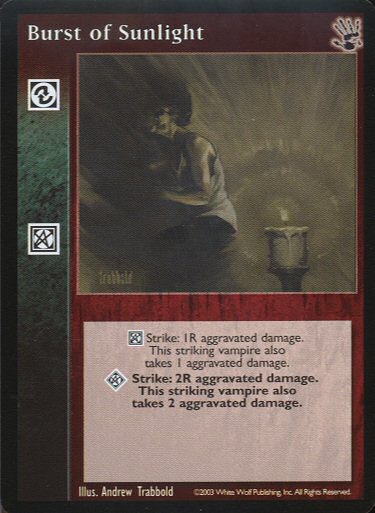 Burst of Sunlight
Trabbold
Strike: 1R aggravated damage.
This striking vampire also
takes 1 aggravated damage.
Strike: 2R aggravated damage.
This striking vampire also
takes 2 aggravated damage.
Illus. Andrew Trabbold
©2003 White Wolf Publishing, Inc. All Rights Reserved.